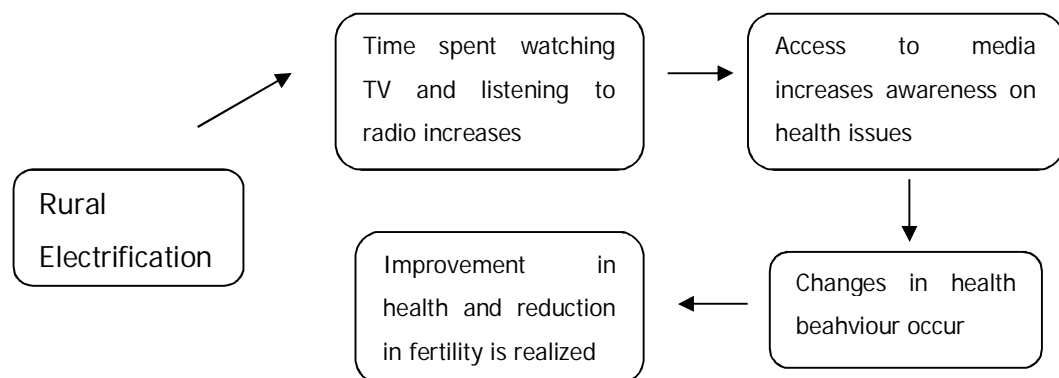 Rural
Electrification
Time spent watching
TV and listening to
radio increases
Access to media
increases awareness on
health issues
Changes in health
beahviour occur
Improvement in
health and reduction
in fertility is realized